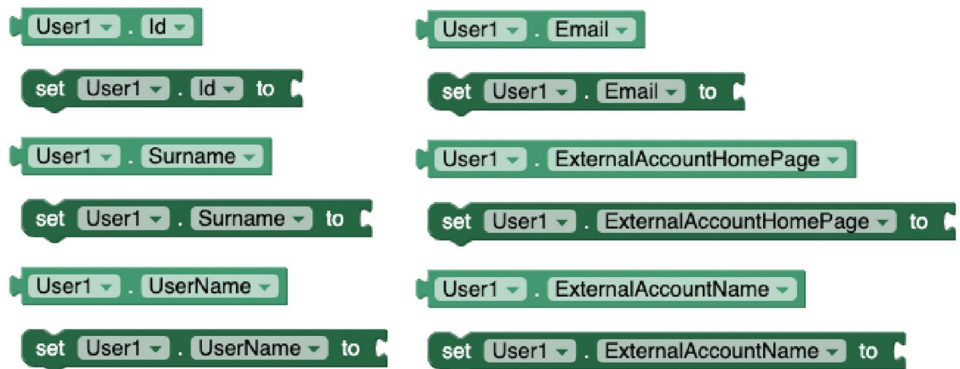 User1 . Id
set User1 . Id to
User1 . Surname
set User1 . Surname to
User1 . UserName
set User1 . UserName to
User1 . Email
set User1 . Email to
User1 . ExternalAccountHomePage
set User1 . ExternalAccountHomePage to
User1 . ExternalAccountName
set User1 . ExternalAccountName to